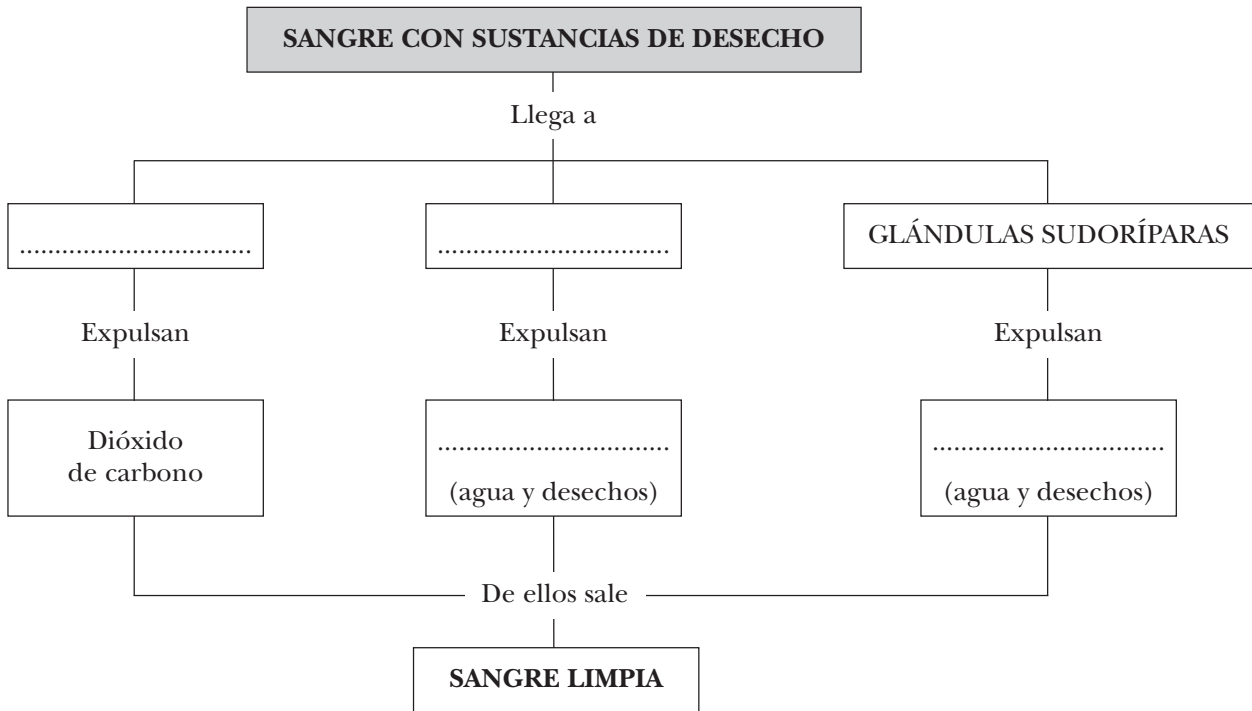 SANGRE CON SUSTANCIAS DE DESECHO
Llega a
.................................
.................................
GLÁNDULAS SUDORÍPARAS
Expulsan
Expulsan
Expulsan
Dióxido
de carbono
.................................
(agua y desechos)
.................................
(agua y desechos)
De ellos sale
SANGRE LIMPIA